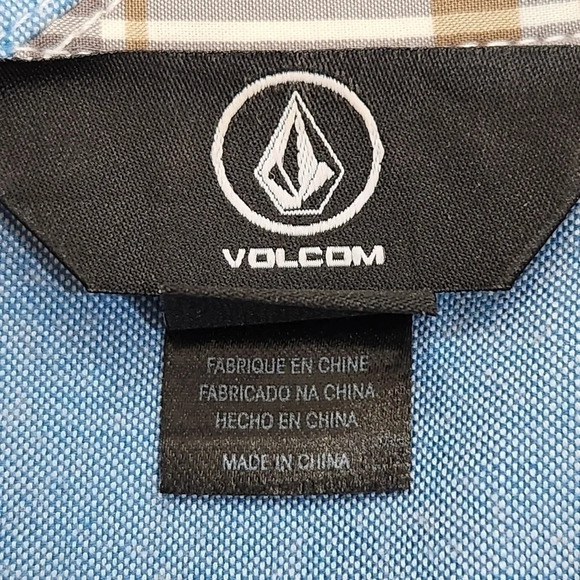 VOLCOM
FABRIQUE EN CHINE
FABRICADO NA CHINA
HECHO EN CHINA
MADE IN CHINA